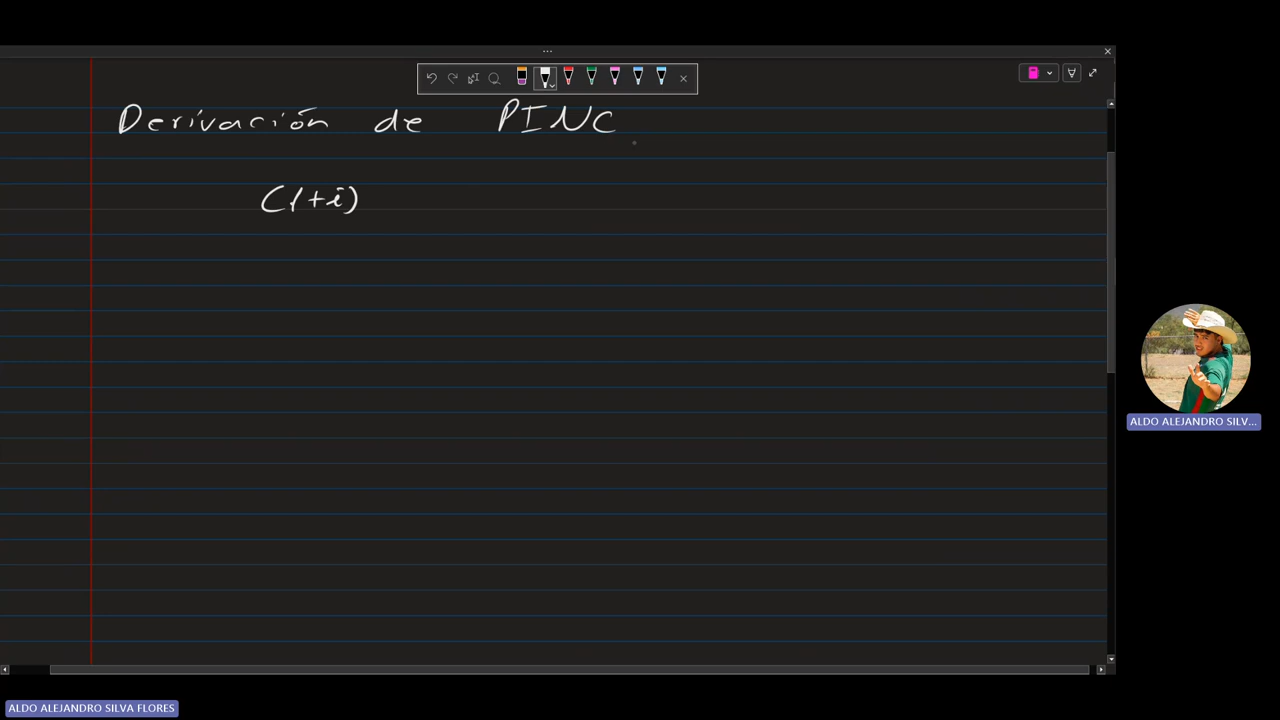 Derivación de PINC
(1+i)
ALDO ALEJANDRO SILV...
ALDO ALEJANDRO SILVA FLORES